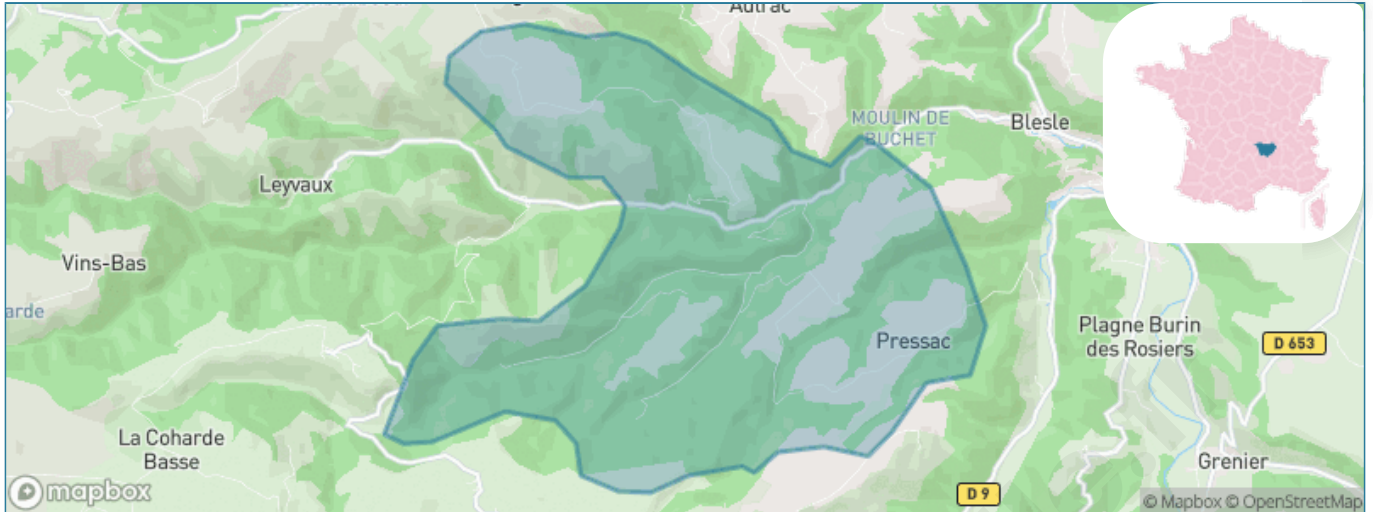 Autrac
MOULIN DE
BUCHET
Blesle
Leyvaux
Vins-Bas
arde
Pressac
Plagne Burin
des Rosiers
D 653
La Coharde
Basse
Grenier
D 9
mapbox
© Mapbox © OpenStreetMap